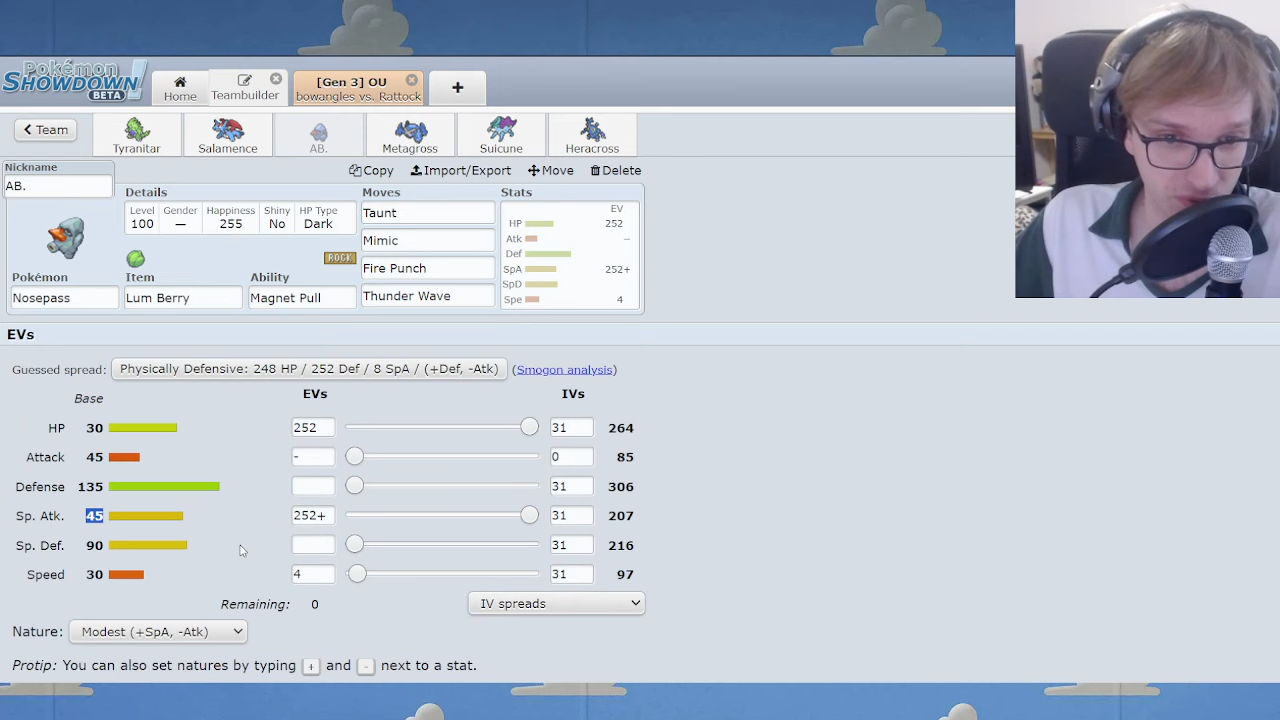 Pokémon
SHOWDOWN!
BETA
Home
Teambuilder
[Gen 3] OU
bowangles vs. Rattock
+
Team
Tyranitar
Salamence
AB.
Metagross
Suicune
Heracross
Nickname
AB.
Copy
Import/Export
Move
Delete
Details
Level
100
Gender
—
Happiness
255
Shiny
No
HP Type
Dark
ROCK
Pokémon
Nosepass
Item
Lum Berry
Ability
Magnet Pull
Moves
Taunt
Mimic
Fire Punch
Thunder Wave
Stats
EV
HP 252
Atk –
Def
SpA 252+
SpD
Spe 4
EVs
Guessed spread: Physically Defensive: 248 HP / 252 Def / 8 SpA / (+Def, -Atk) (Smogon analysis)
Base EVs IVs
HP 30 252 31 264
Attack 45 - 0 85
Defense 135 31 306
Sp. Atk. 45 252+ 31 207
Sp. Def. 90 31 216
Speed 30 4 31 97
Remaining: 0 IV spreads
Nature: Modest (+SpA, -Atk)
Protip: You can also set natures by typing + and - next to a stat.